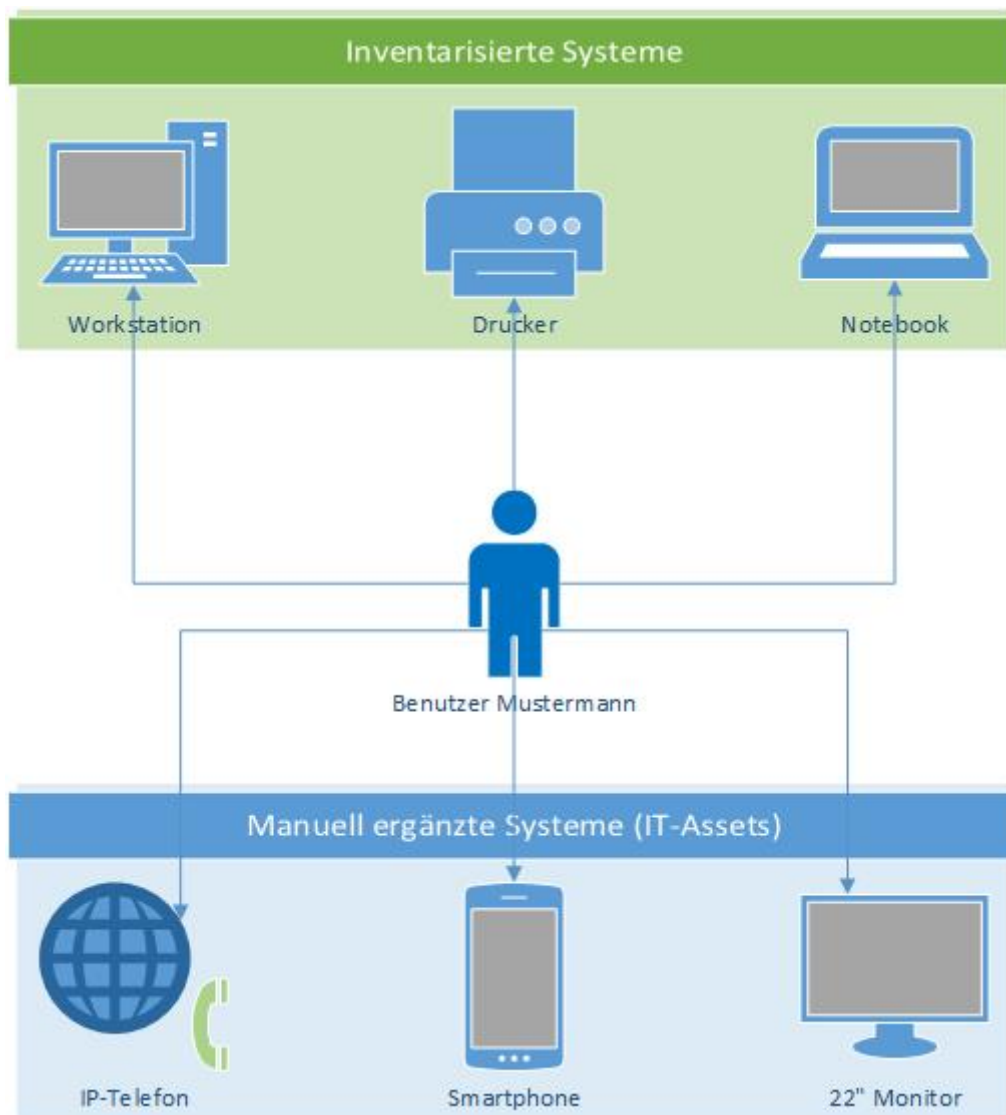 Inventarisierte Systeme
Workstation
Drucker
Notebook
Benutzer Mustermann
Manuell ergänzte Systeme (IT-Assets)
IP-Telefon
Smartphone
22" Monitor